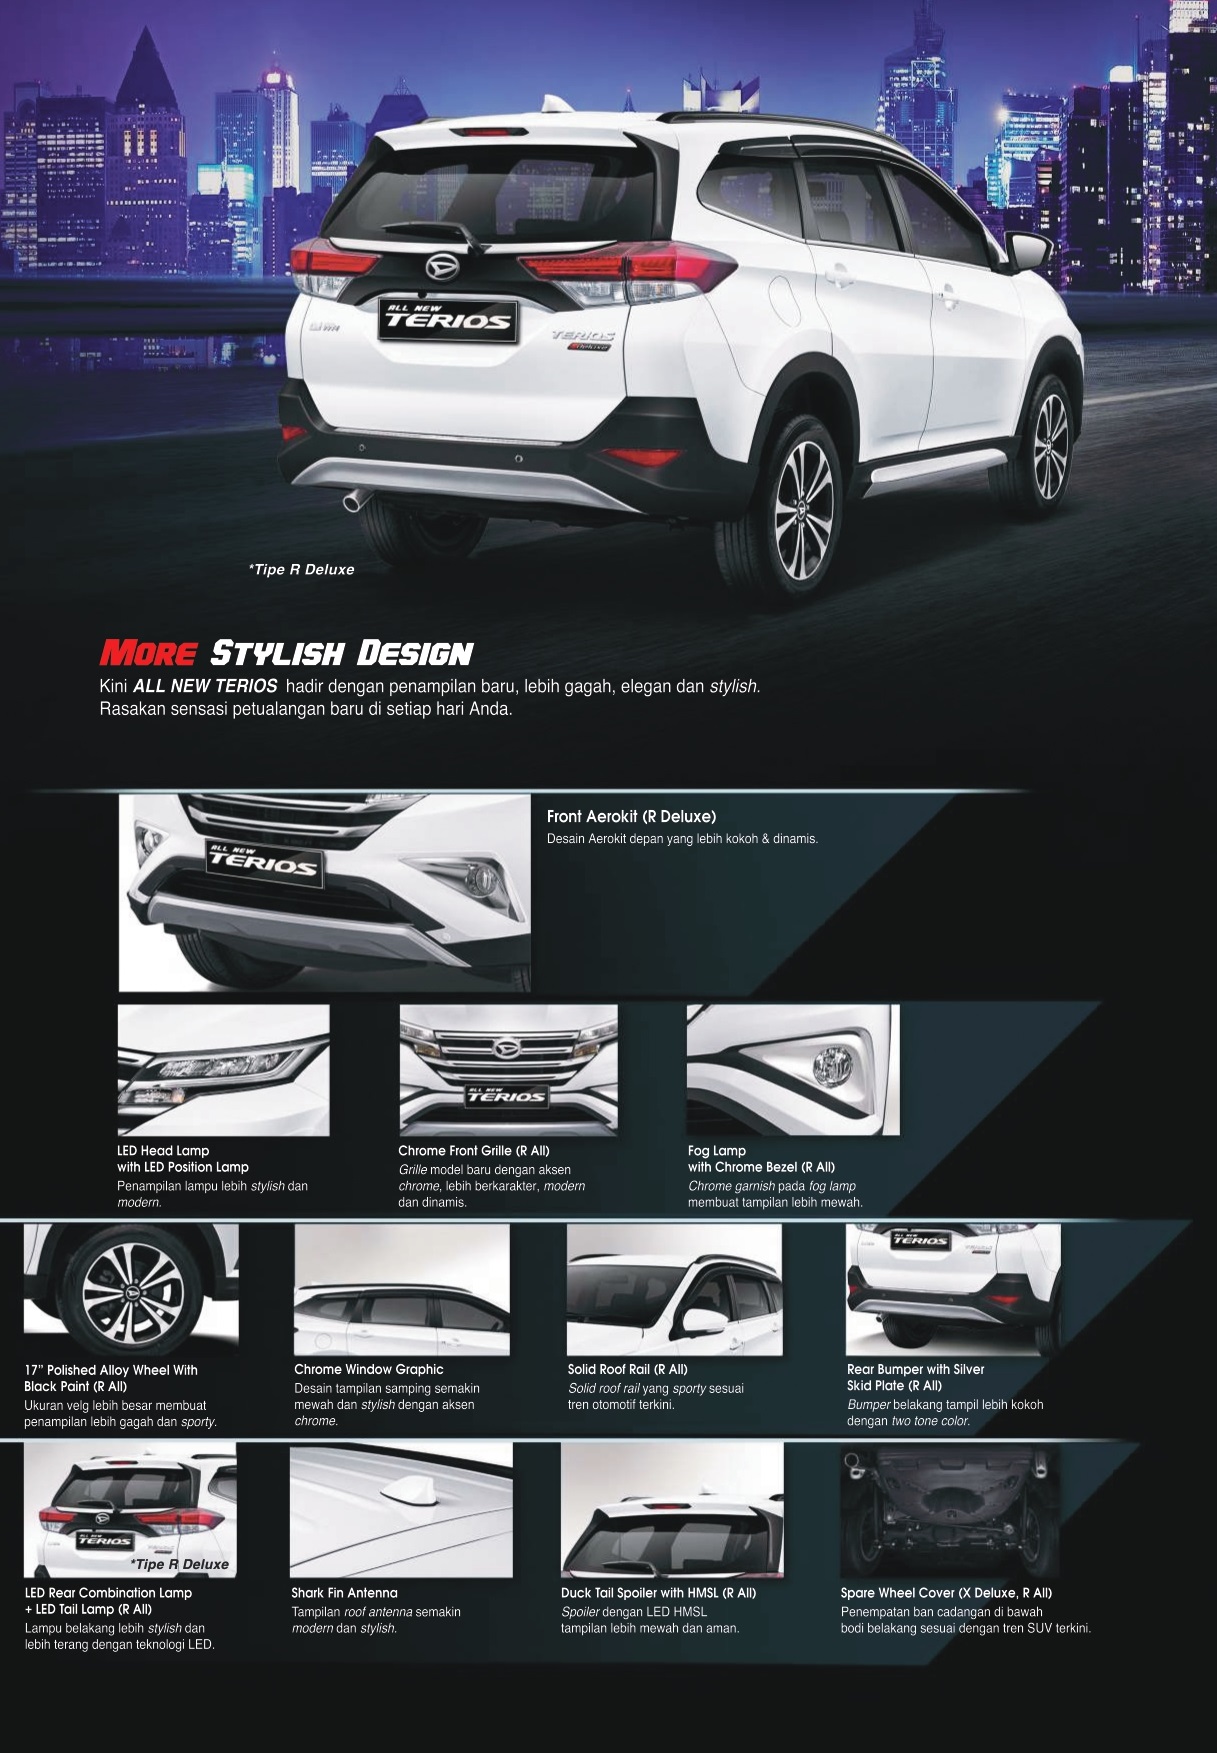 ALL NEW
TERIOS
TERIOS
deluxe
*Tipe R Deluxe
MORE STYLISH DESIGN
Kini ALL NEW TERIOS hadir dengan penampilan baru, lebih gagah, elegan dan stylish.
Rasakan sensasi petualangan baru di setiap hari Anda.
ALL NEW
TERIOS
Front Aerokit (R Deluxe)
Desain Aerokit depan yang lebih kokoh & dinamis.
ALL NEW
TERIOS
LED Head Lamp
with LED Position Lamp
Penampilan lampu lebih stylish dan
modern.
Chrome Front Grille (R All)
Grille model baru dengan aksen
chrome, lebih berkarakter, modern
dan dinamis.
Fog Lamp
with Chrome Bezel (R All)
Chrome garnish pada fog lamp
membuat tampilan lebih mewah.
TERIOS
17” Polished Alloy Wheel With
Black Paint (R All)
Ukuran velg lebih besar membuat
penampilan lebih gagah dan sporty.
Chrome Window Graphic
Desain tampilan samping semakin
mewah dan stylish dengan aksen
chrome.
Solid Roof Rail (R All)
Solid roof rail yang sporty sesuai
tren otomotif terkini.
Rear Bumper with Silver
Skid Plate (R All)
Bumper belakang tampil lebih kokoh
dengan two tone color.
ALL NEW
TERIOS
*Tipe R Deluxe
LED Rear Combination Lamp
+ LED Tail Lamp (R All)
Lampu belakang lebih stylish dan
lebih terang dengan teknologi LED.
Shark Fin Antenna
Tampilan roof antenna semakin
modern dan stylish.
Duck Tail Spoiler with HMSL (R All)
Spoiler dengan LED HMSL
tampilan lebih mewah dan aman.
Spare Wheel Cover (X Deluxe, R All)
Penempatan ban cadangan di bawah
bodi belakang sesuai dengan tren SUV terkini.